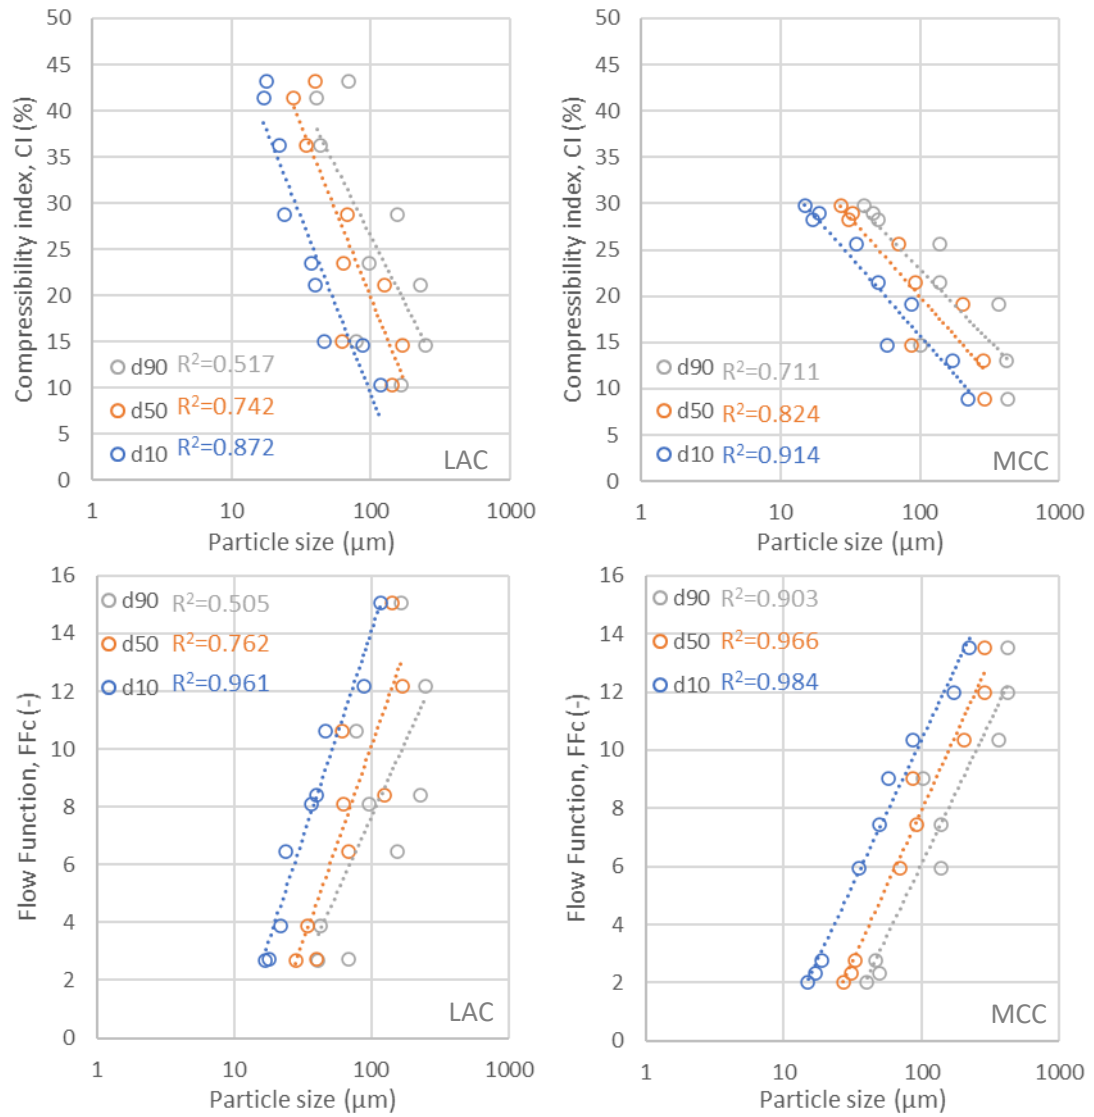 50
45
40
35
30
25
20
15
10
5
0
Compressibility index, CI (%)
d90 R²=0.517
d50 R²=0.742
d10 R²=0.872
LAC
1 10 100 1000
Particle size (μm)
50
45
40
35
30
25
20
15
10
5
0
Compressibility index, CI (%)
d90 R²=0.711
d50 R²=0.824
d10 R²=0.914
MCC
1 10 100 1000
Particle size (μm)
16
14
12
10
8
6
4
2
0
Flow Function, FFc (-)
d90 R²=0.505
d50 R²=0.762
d10 R²=0.961
LAC
1 10 100 1000
Particle size (μm)
16
14
12
10
8
6
4
2
0
Flow Function, FFc (-)
d90 R²=0.903
d50 R²=0.966
d10 R²=0.984
MCC
1 10 100 1000
Particle size (μm)